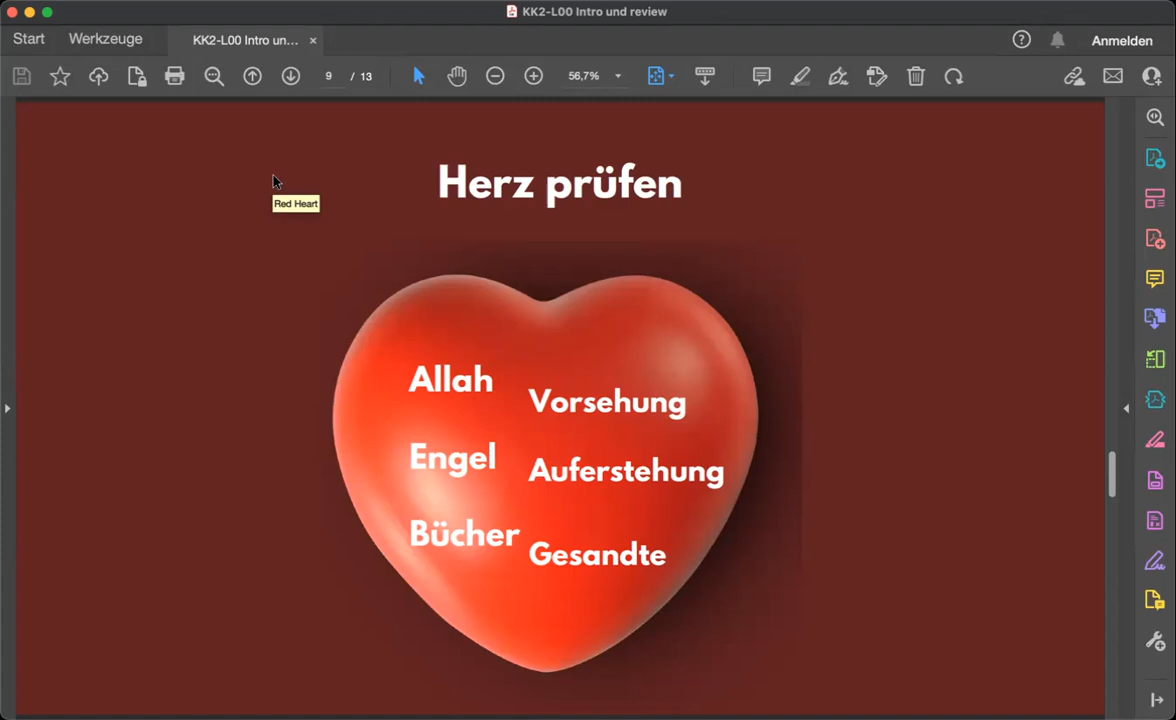 KK2-L00 Intro und review
Start
Werkzeuge
KK2-L00 Intro un...
Anmelden
9 / 13
56,7%
Herz prüfen
Red Heart
Allah
Vorsehung
Engel
Auferstehung
Bücher
Gesandte